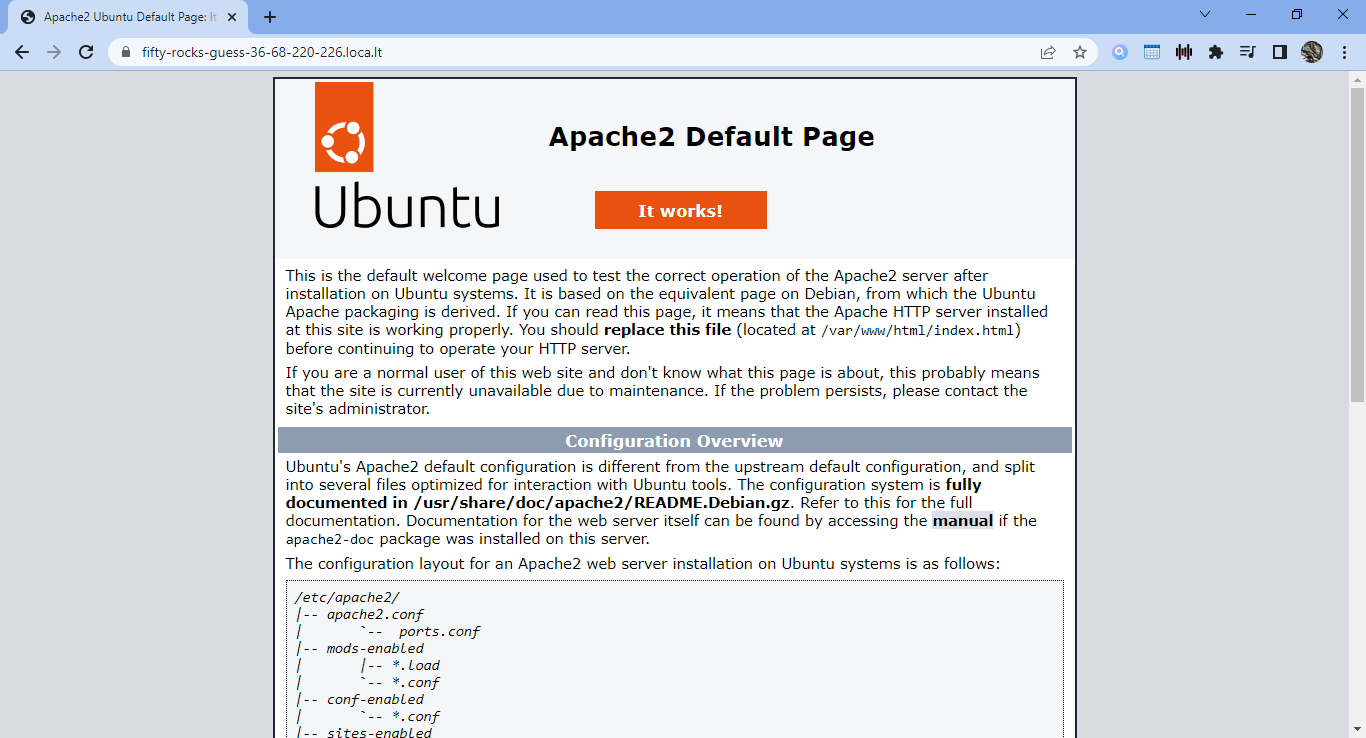 Apache2 Ubuntu Default Page: It
fifty-rocks-guess-36-68-220-226.loca.lt
Apache2 Default Page
Ubuntu
It works!
This is the default welcome page used to test the correct operation of the Apache2 server after
installation on Ubuntu systems. It is based on the equivalent page on Debian, from which the Ubuntu
Apache packaging is derived. If you can read this page, it means that the Apache HTTP server installed
at this site is working properly. You should replace this file (located at /var/www/html/index.html)
before continuing to operate your HTTP server.
If you are a normal user of this web site and don't know what this page is about, this probably means
that the site is currently unavailable due to maintenance. If the problem persists, please contact the
site's administrator.
Configuration Overview
Ubuntu's Apache2 default configuration is different from the upstream default configuration, and split
into several files optimized for interaction with Ubuntu tools. The configuration system is fully
documented in /usr/share/doc/apache2/README.Debian.gz. Refer to this for the full
documentation. Documentation for the web server itself can be found by accessing the manual if the
apache2-doc package was installed on this server.
The configuration layout for an Apache2 web server installation on Ubuntu systems is as follows:
/etc/apache2/
|-- apache2.conf
|       `--  ports.conf
|-- mods-enabled
|       |-- *.load
|       `-- *.conf
|-- conf-enabled
|       `-- *.conf
|-- sites-enabled